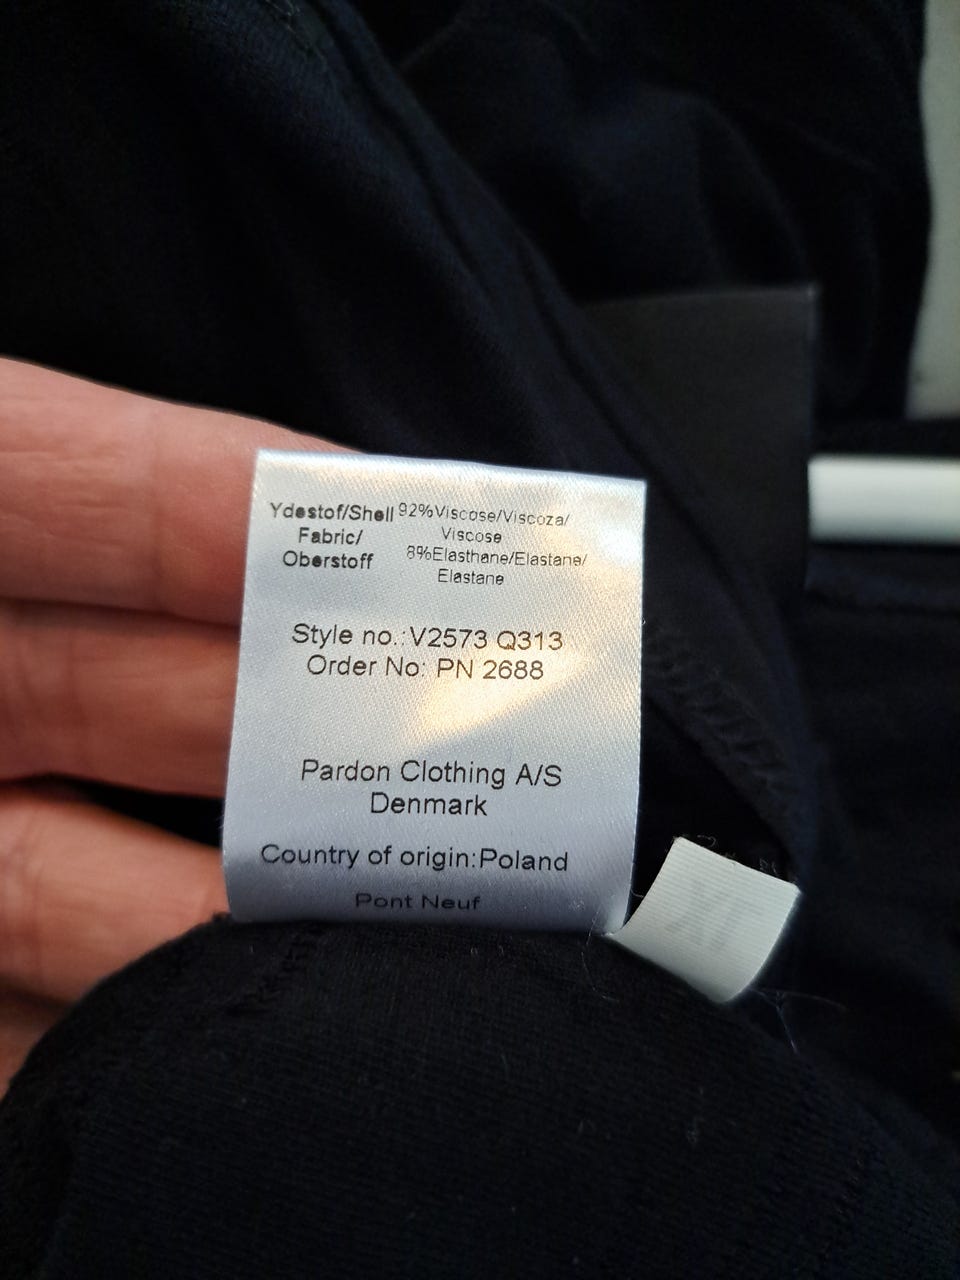 Ydestof/Shell 92%Viscose/Viscoza/
Fabric/ Viscose
Oberstoff 8%Elasthane/Elastane/
Elastane
Style no.:V2573 Q313
Order No: PN 2688
Pardon Clothing A/S
Denmark
Country of origin:Poland
Pont Neuf